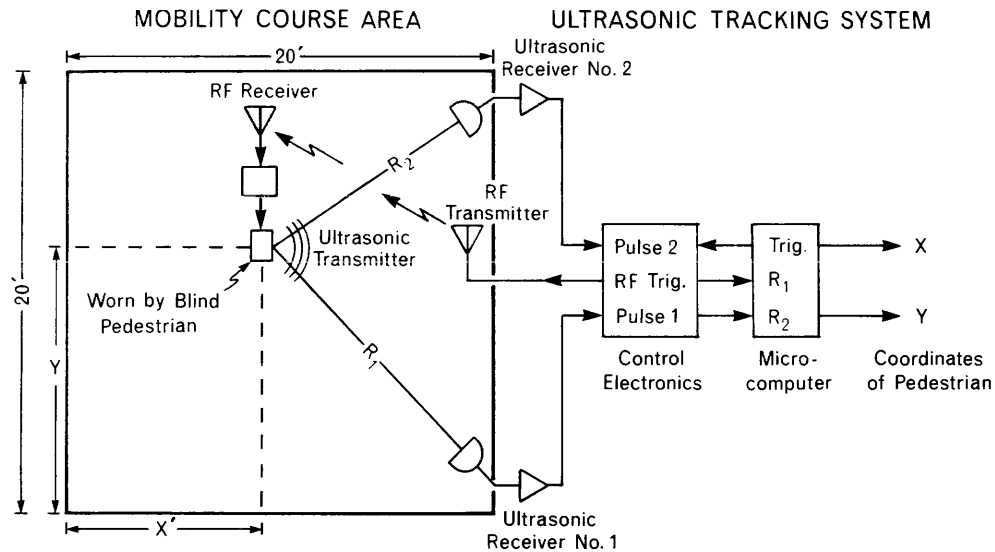 MOBILITY COURSE AREA
ULTRASONIC TRACKING SYSTEM
20′
Ultrasonic
Receiver No. 2
RF Receiver
R2
RF
Transmitter
Ultrasonic
Transmitter
20′
Worn by Blind
Pedestrian
Y
R1
X′
Pulse 2
RF Trig.
Pulse 1
Control
Electronics
Trig.
R1
R2
Micro-
computer
X
Y
Coordinates
of Pedestrian
Ultrasonic
Receiver No. 1